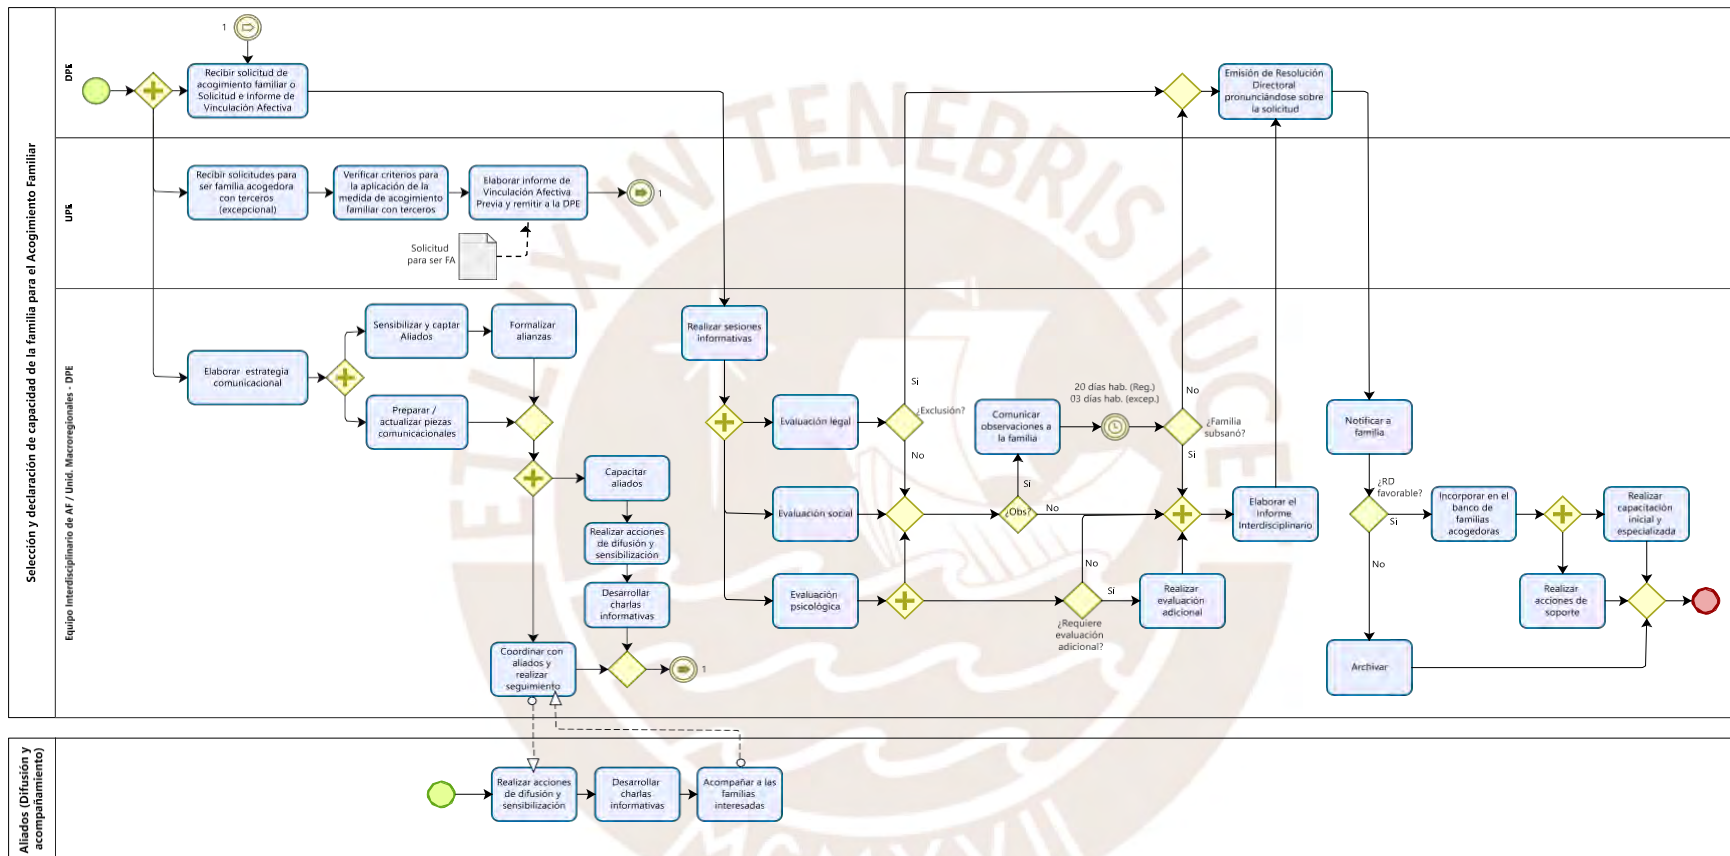 Selección y declaración de capacidad de la familia para el Acogimiento Familiar
DPE
1
Recibir solicitud de
acogimiento familiar o
Solicitud e Informe de
Vinculación Afectiva
Emisión de Resolución
Directoral
pronunciándose sobre
la solicitud
UPE
Recibir solicitudes para
ser familia acogedora
con terceros
(excepcional)
Verificar criterios para
la aplicación de la
medida de acogimiento
familiar con terceros
Elaborar informe de
Vinculación Afectiva
Previa y remitir a la DPE
1
Solicitud
para ser FA
Equipo Interdisciplinario de AF / Unid. Macroregionales - DPE
Elaborar estrategia
comunicacional
Sensibilizar y captar
Aliados
Formalizar
alianzas
Preparar /
actualizar piezas
comunicacionales
Capacitar
aliados
Realizar acciones
de difusión y
sensibilización
Desarrollar
charlas
informativas
Coordinar con
aliados y
realizar
seguimiento
1
Realizar sesiones
informativas
Evaluación legal
Evaluación social
Evaluación
psicológica
Si
¿Exclusión?
No
Comunicar
observaciones a
la familia
20 días hab. (Reg.)
03 días hab. (excep.)
No
¿Familia
subsanó?
Si
Si
¿Obs?
No
No
Si
¿Requiere
evaluación
adicional?
Realizar
evaluación
adicional
Elaborar el
informe
Interdisciplinario
Notificar a
familia
¿RD
favorable?
Si
No
Incorporar en el
banco de
familias
acogedoras
Realizar
capacitación
inicial y
especializada
Realizar
acciones de
soporte
Archivar
Aliados (Difusión y
acompañamiento)
Realizar acciones
de difusión y
sensibilización
Desarrollar
charlas
informativas
Acompañar a las
familias
interesadas
ET LUX IN TENEBRIS LUCET
MCMXVII